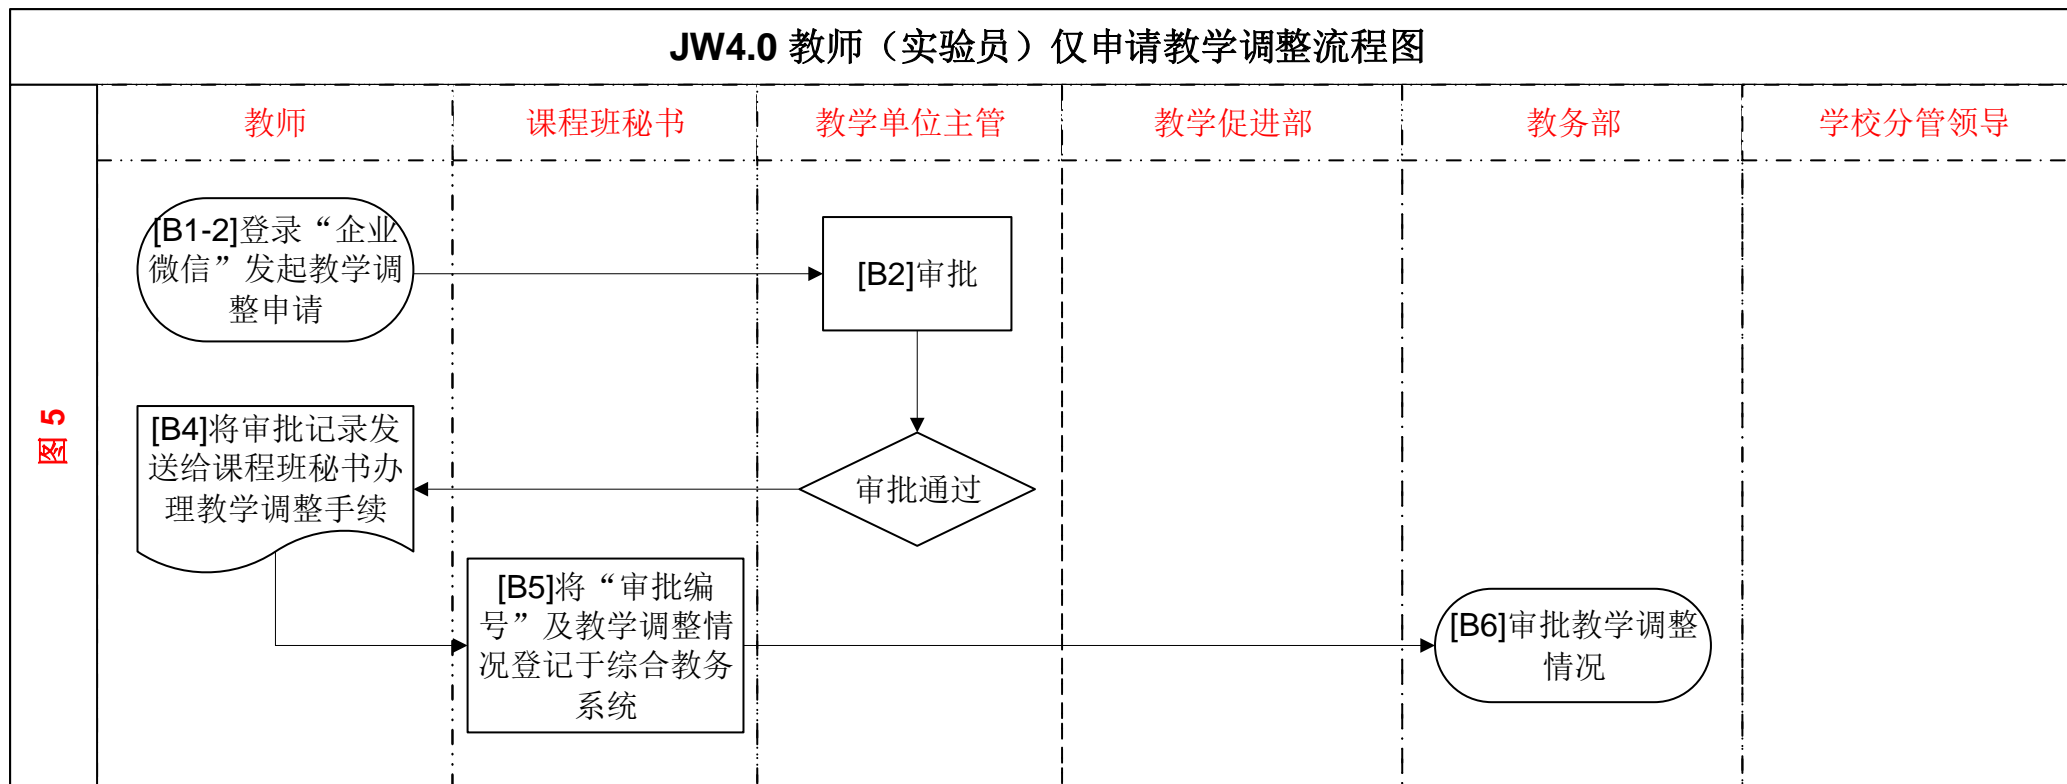 JW4.0 教师（实验员）仅申请教学调整流程图
教师
课程班秘书
教学单位主管
教学促进部
教务部
学校分管领导
图 5
[B1-2]登录“企业
微信”发起教学调
整申请
[B2]审批
[B4]将审批记录发
送给课程班秘书办
理教学调整手续
审批通过
[B5]将“审批编
号”及教学调整情
况登记于综合教务
系统
[B6]审批教学调整
情况